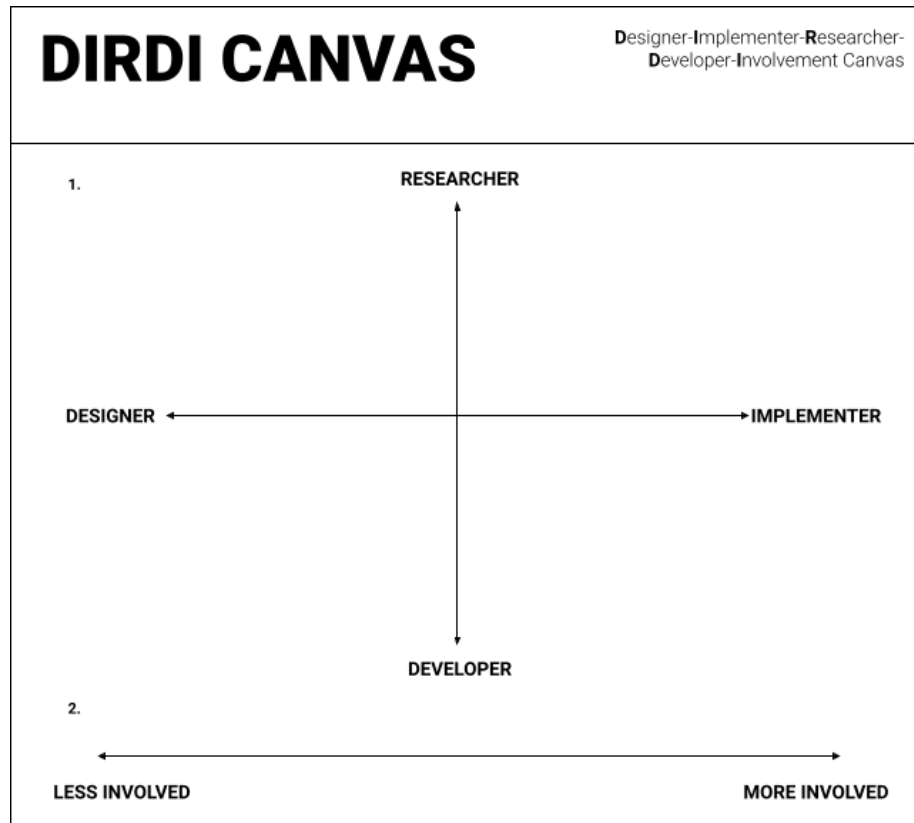 DIRDI CANVAS
Designer-Implementer-Researcher-
Developer-Involvement Canvas
1.
RESEARCHER
DESIGNER
IMPLEMENTER
DEVELOPER
2.
LESS INVOLVED
MORE INVOLVED